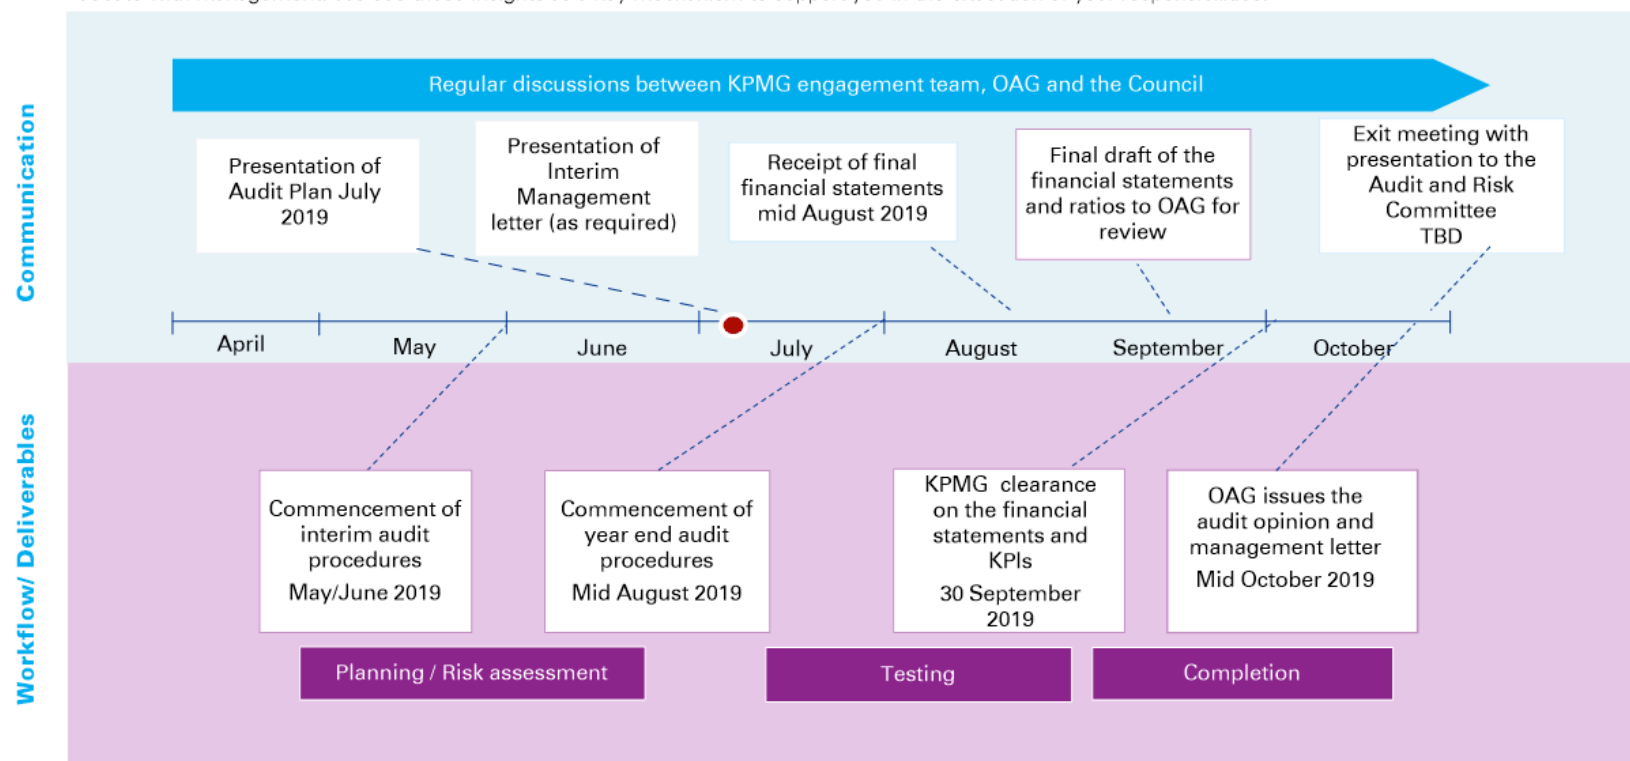 Communication
Regular discussions between KPMG engagement team, OAG and the Council
Presentation of
Audit Plan July
2019
Presentation of
Interim
Management
letter (as required)
Receipt of final
financial statements
mid August 2019
Final draft of the
financial statements
and ratios to OAG for
review
Exit meeting with
presentation to the
Audit and Risk
Committee
TBD
April
May
June
July
August
September
October
Workflow/ Deliverables
Commencement of
interim audit
procedures
May/June 2019
Commencement of
year end audit
procedures
Mid August 2019
KPMG clearance
on the financial
statements and
KPIs
30 September
2019
OAG issues the
audit opinion and
management letter
Mid October 2019
Planning / Risk assessment
Testing
Completion